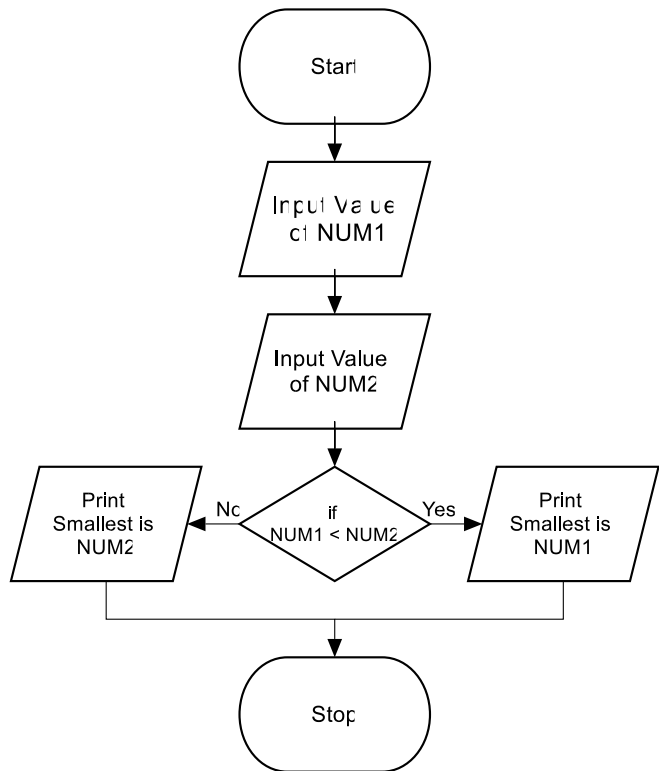 Start
Input Value
of NUM1
Input Value
of NUM2
Print
Smallest is
NUM2
No
if
NUM1 < NUM2
Yes
Print
Smallest is
NUM1
Stop